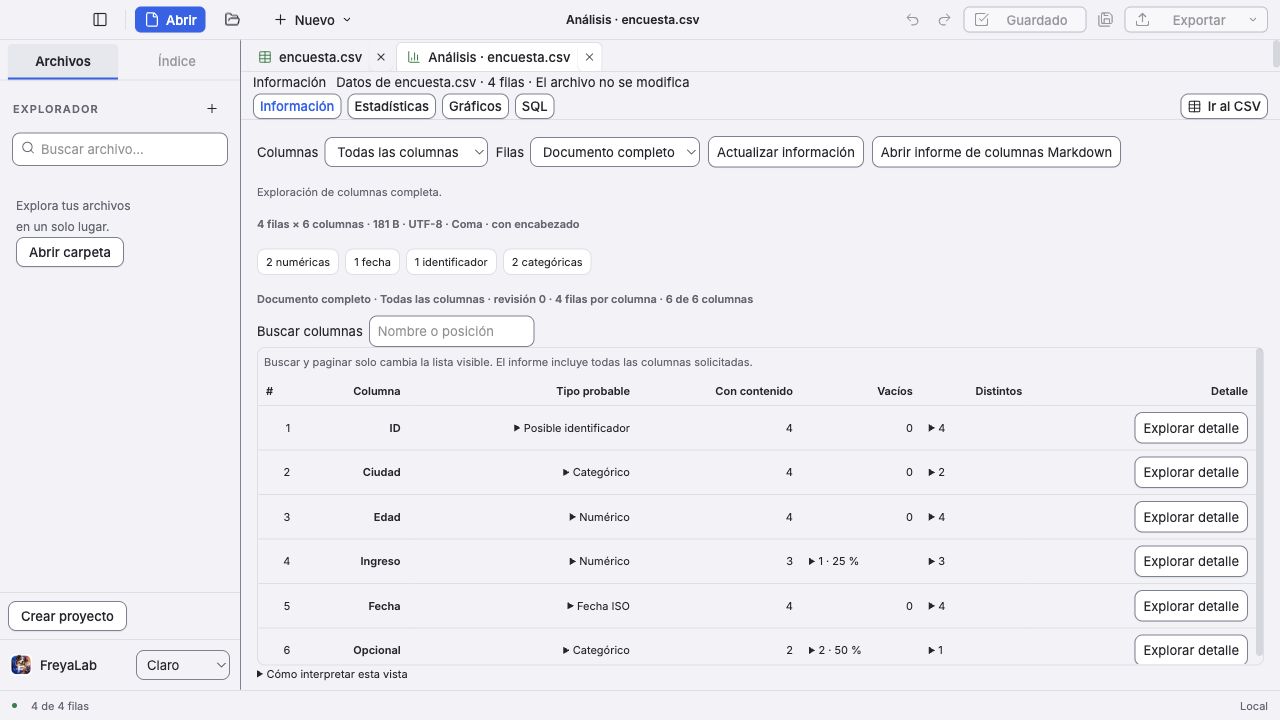 Abrir
Nuevo
Análisis · encuesta.csv
Guardado
Exportar
Archivos
Índice
encuesta.csv
Análisis · encuesta.csv
Información Datos de encuesta.csv · 4 filas · El archivo no se modifica
Información
Estadísticas
Gráficos
SQL
Ir al CSV
EXPLORADOR
Buscar archivo...
Explora tus archivos
en un solo lugar.
Abrir carpeta
Columnas Todas las columnas Filas Documento completo Actualizar información Abrir informe de columnas Markdown
Exploración de columnas completa.
4 filas × 6 columnas · 181 B · UTF-8 · Coma · con encabezado
2 numéricas 1 fecha 1 identificador 2 categóricas
Documento completo · Todas las columnas · revisión 0 · 4 filas por columna · 6 de 6 columnas
Buscar columnas Nombre o posición
Buscar y paginar solo cambia la lista visible. El informe incluye todas las columnas solicitadas.
# Columna Tipo probable Con contenido Vacíos Distintos Detalle
1 ID Posible identificador 4 0 4 Explorar detalle
2 Ciudad Categórico 4 0 2 Explorar detalle
3 Edad Numérico 4 0 4 Explorar detalle
4 Ingreso Numérico 3 1 · 25 % 3 Explorar detalle
5 Fecha Fecha ISO 4 0 4 Explorar detalle
6 Opcional Categórico 2 2 · 50 % 1 Explorar detalle
Cómo interpretar esta vista
Crear proyecto
FreyaLab
Claro
4 de 4 filas
Local